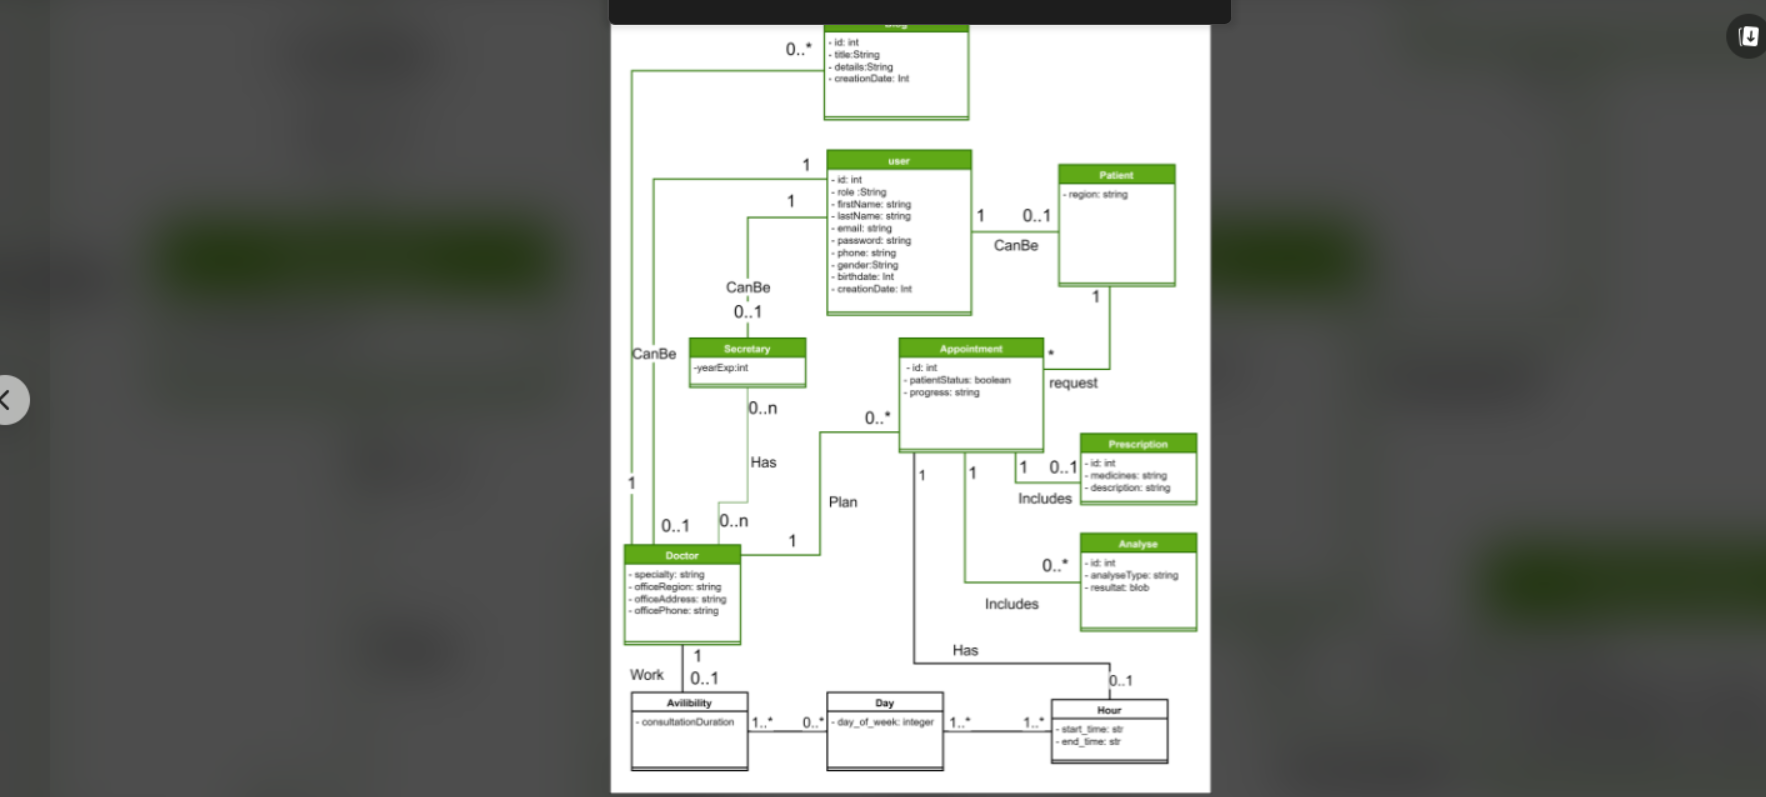 0..*
- id: int
- title:String
- details:String
- creationDate: Int
1
1
user
- id: int
- role :String
- firstName: string
- lastName: string
- email: string
- password: string
- phone: string
- gender:String
- birthdate: Int
- creationDate: Int
1
0..1
CanBe
Patient
- region: string
1
CanBe
0..1
CanBe
Secretary
-yearExp:int
0..n
Has
0..n
Appointment
- id: int
- patientStatus: boolean
- progress: string
*
request
0..*
Plan
1
1
0..1
1
1
1
0..1
Includes
Prescription
- id: int
- medicines: string
- description: string
Analyse
- id: int
- analyseType: string
- resultat: blob
0..*
Includes
Doctor
- specialty: string
- officeRegion: string
- officeAddress: string
- officePhone: string
1
Work
0..1
Has
0..1
Avilibility
- consultationDuration
1..*
0..*
Day
- day_of_week: integer
1..*
1..*
Hour
- start_time: str
- end_time: str